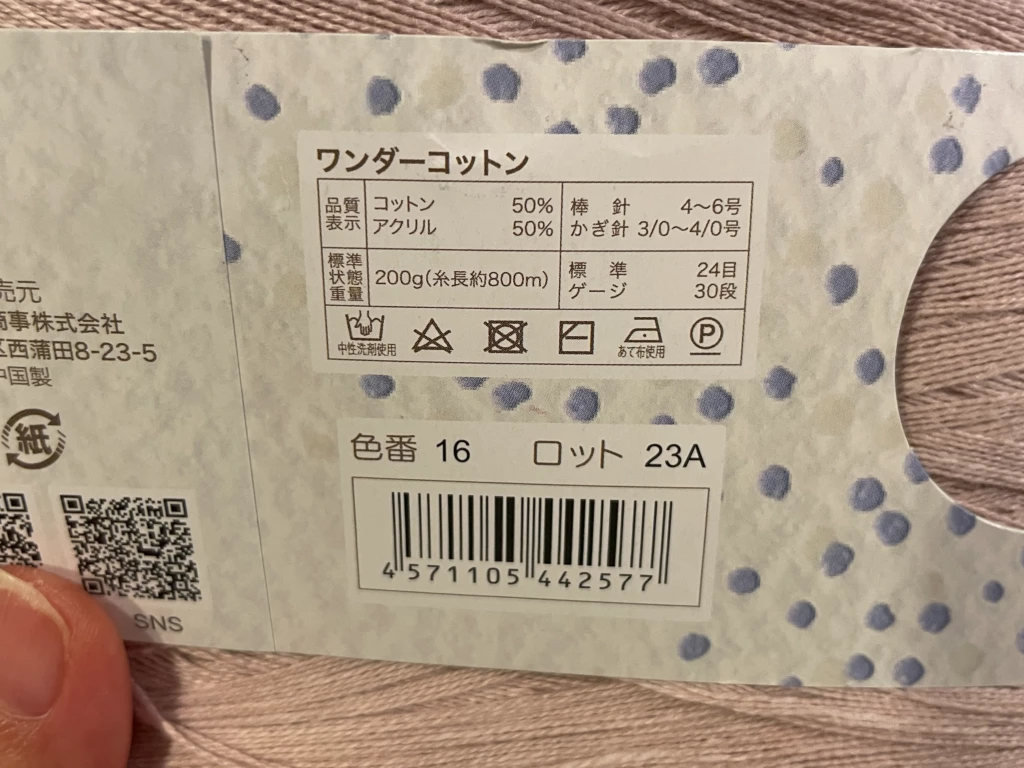 ワンダーコットン
品質表示
コットン 50%
アクリル 50%
棒 針 4〜6号
かぎ針 3/0〜4/0号
標準状態重量
200g(糸長約800m)
標 準 24目
ゲージ 30段
中性洗剤使用
あて布使用
P
色番 16 ロット 23A
4 571105 442577
売元
商事株式会社
区西蒲田8-23-5
中国製
紙
SNS